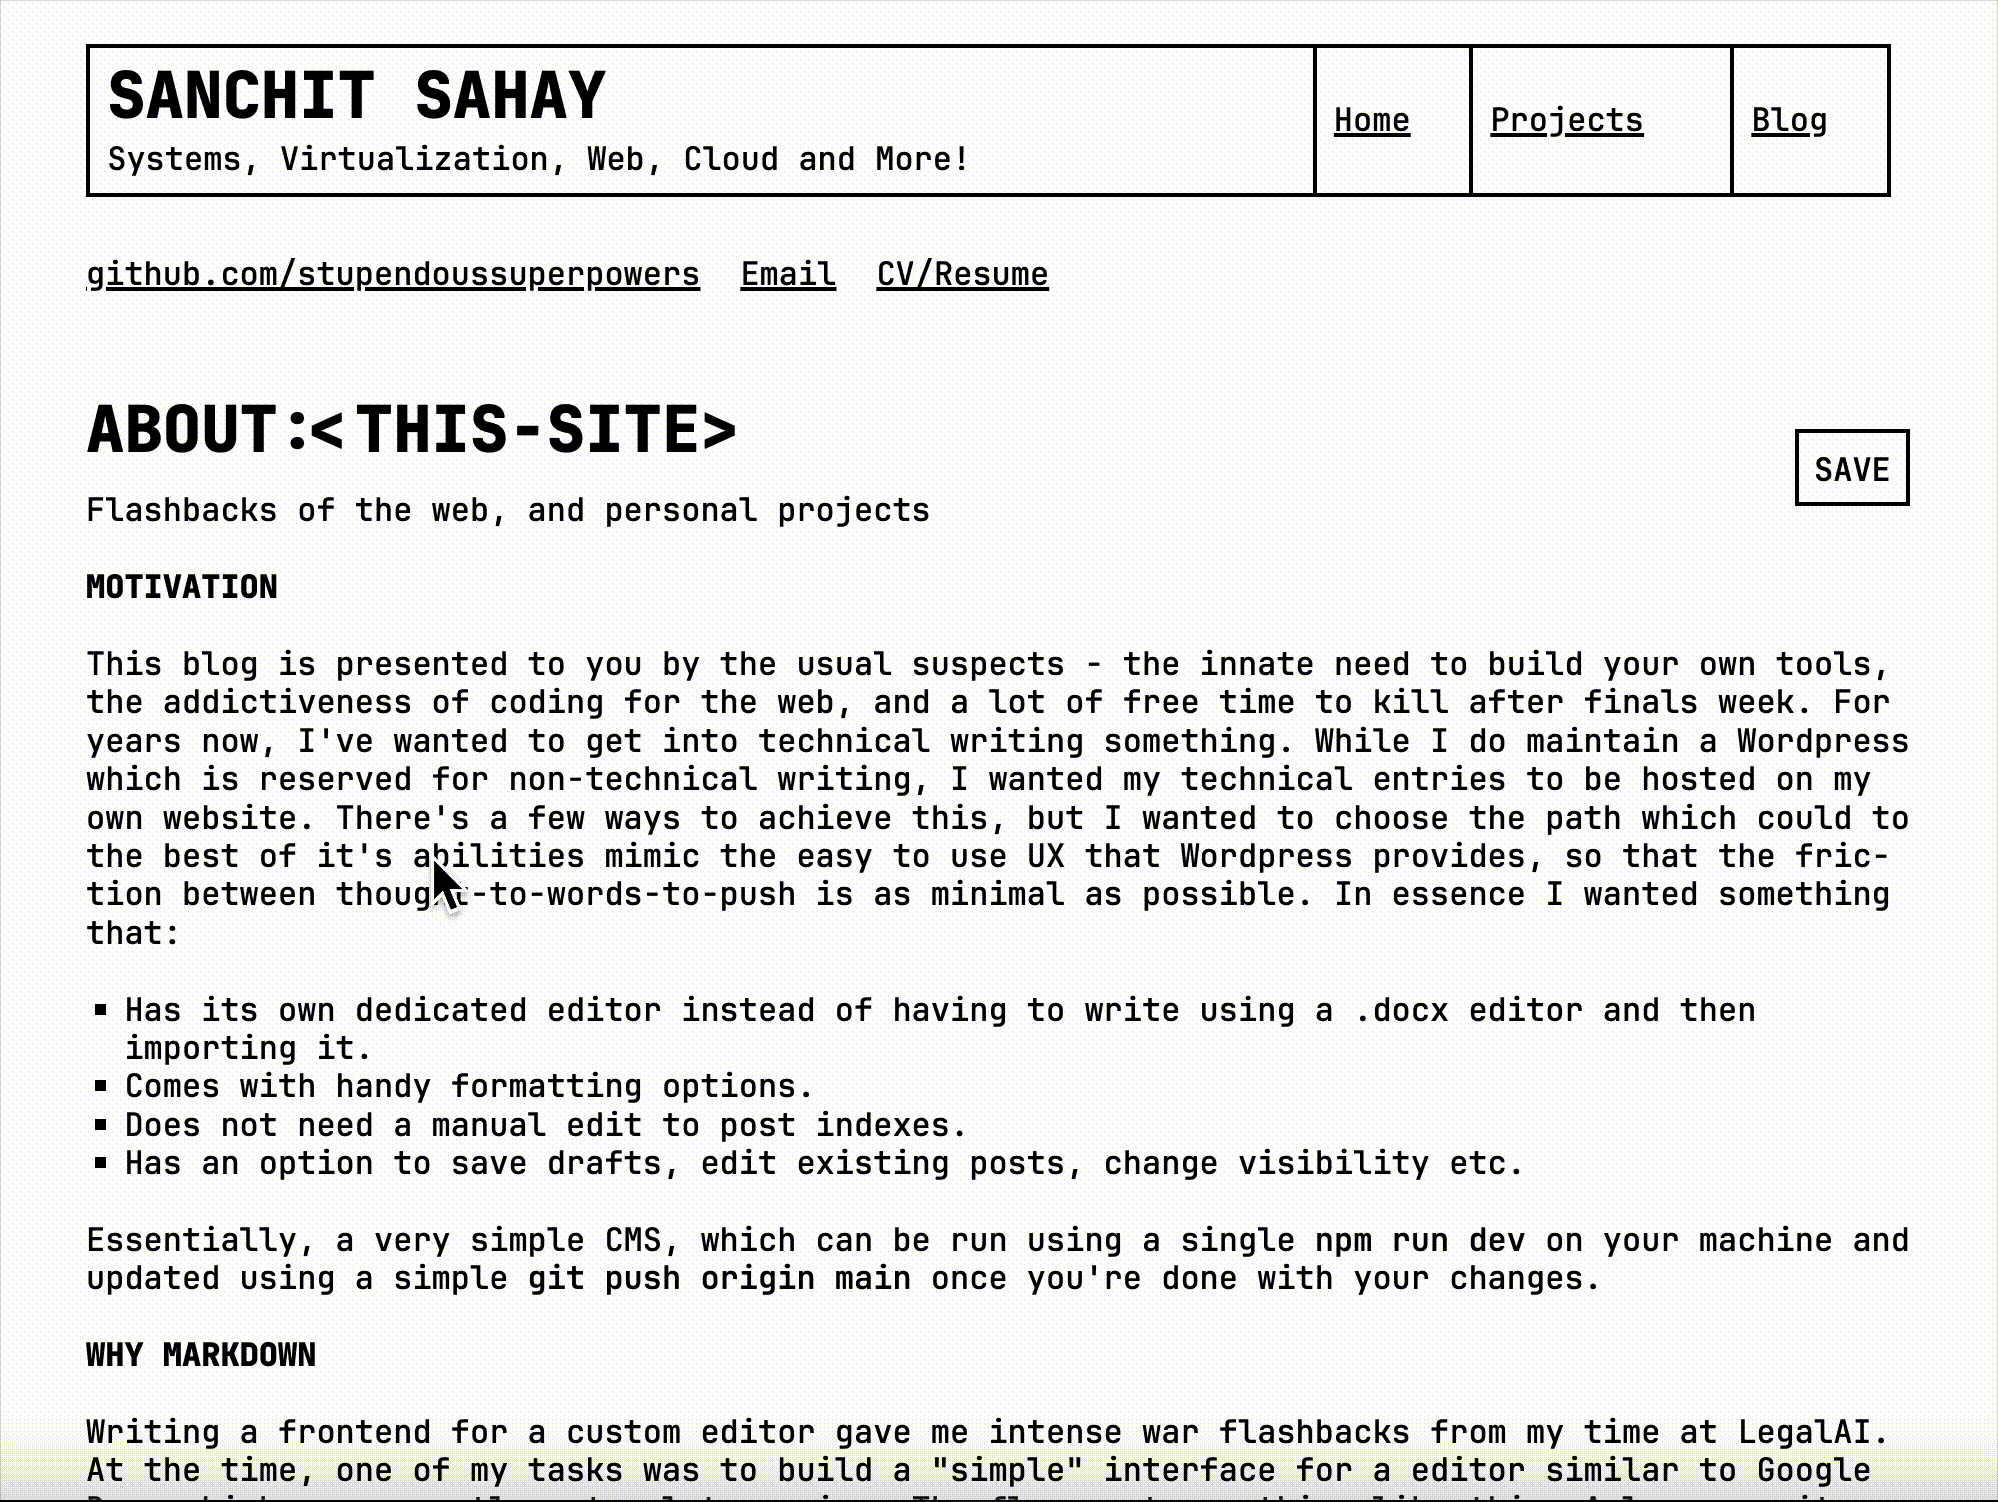 SANCHIT SAHAY
Systems, Virtualization, Web, Cloud and More!
Home
Projects
Blog
github.com/stupendoussuperpowers Email CV/Resume
ABOUT:<THIS-SITE>
SAVE
Flashbacks of the web, and personal projects
MOTIVATION
This blog is presented to you by the usual suspects - the innate need to build your own tools,
the addictiveness of coding for the web, and a lot of free time to kill after finals week. For
years now, I've wanted to get into technical writing something. While I do maintain a Wordpress
which is reserved for non-technical writing, I wanted my technical entries to be hosted on my
own website. There's a few ways to achieve this, but I wanted to choose the path which could to
the best of it's abilities mimic the easy to use UX that Wordpress provides, so that the fric-
tion between thought-to-words-to-push is as minimal as possible. In essence I wanted something
that:
▪ Has its own dedicated editor instead of having to write using a .docx editor and then
importing it.
▪ Comes with handy formatting options.
▪ Does not need a manual edit to post indexes.
▪ Has an option to save drafts, edit existing posts, change visibility etc.
Essentially, a very simple CMS, which can be run using a single npm run dev on your machine and
updated using a simple git push origin main once you're done with your changes.
WHY MARKDOWN
Writing a frontend for a custom editor gave me intense war flashbacks from my time at LegalAI.
At the time, one of my tasks was to build a "simple" interface for a editor similar to Google